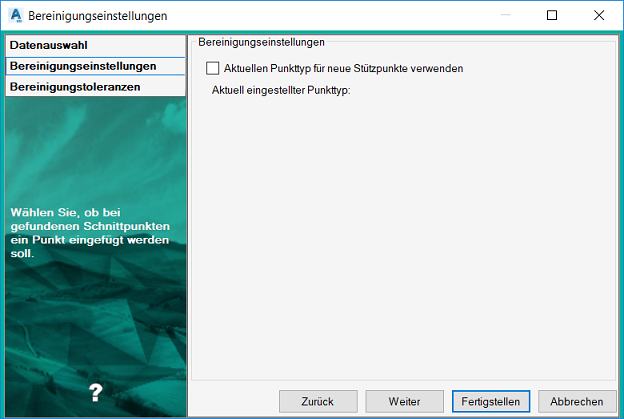 Bereinigungseinstellungen
Datenauswahl
Bereinigungseinstellungen
Bereinigungstoleranzen
Wählen Sie, ob bei
gefundenen Schnittpunkten
ein Punkt eingefügt werden
soll.
?
Bereinigungseinstellungen
Aktuellen Punkttyp für neue Stützpunkte verwenden
Aktuell eingestellter Punkttyp:
Zurück
Weiter
Fertigstellen
Abbrechen